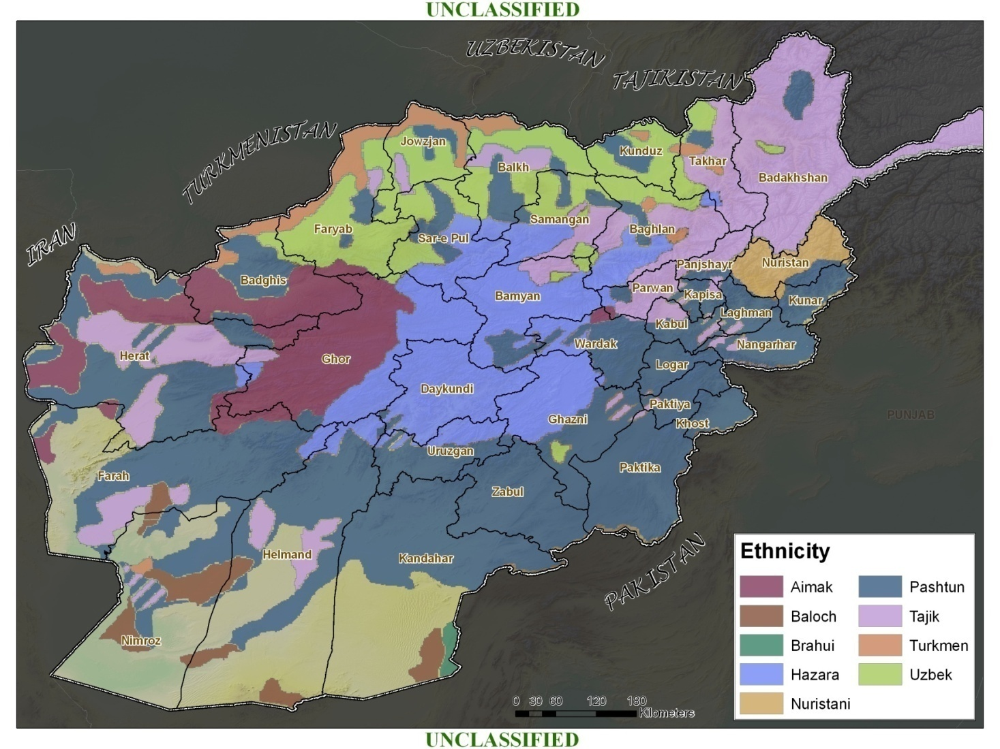 UNCLASSIFIED
UZBEKISTAN
TAJIKISTAN
TURKMENISTAN
IRAN
Jowzjan
Balkh
Kunduz
Takhar
Badakhshan
Faryab
Sar-e Pul
Samangan
Baghlan
Badghis
Panjshayr
Nuristan
Bamyan
Parwan
Kapisa
Kunar
Laghman
Kabul
Herat
Ghor
Wardak
Nangarhar
Logar
Daykundi
Paktiya
Ghazni
Khost
PUNJAB
Uruzgan
Farah
Paktika
Zabul
Helmand
Kandahar
PAKISTAN
Nimroz
Ethnicity
Aimak
Pashtun
Baloch
Tajik
Brahui
Turkmen
Hazara
Uzbek
Nuristani
0 30 60 120 180
Kilometers
UNCLASSIFIED